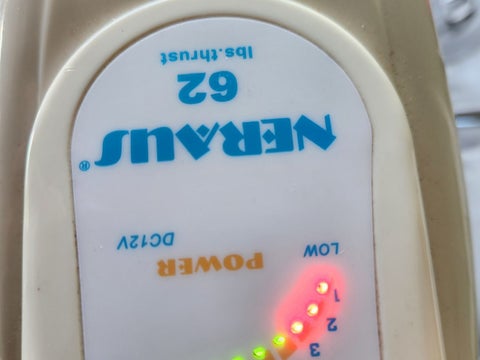 3
2
1
POWER
LOW
DC12V
NERAUS®
62
lbs.thrust